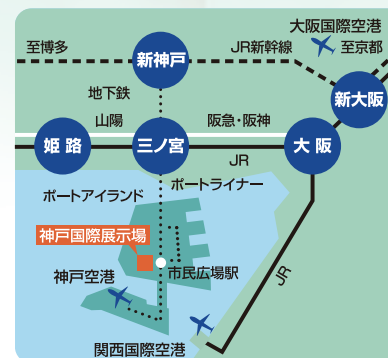 大阪国際空港
至博多
新神戸
JR新幹線
至京都
地下鉄
新大阪
山陽
阪急・阪神
姫路
三ノ宮
大阪
JR
ポートアイランド
ポートライナー
神戸国際展示場
神戸空港
市民広場駅
JR
関西国際空港